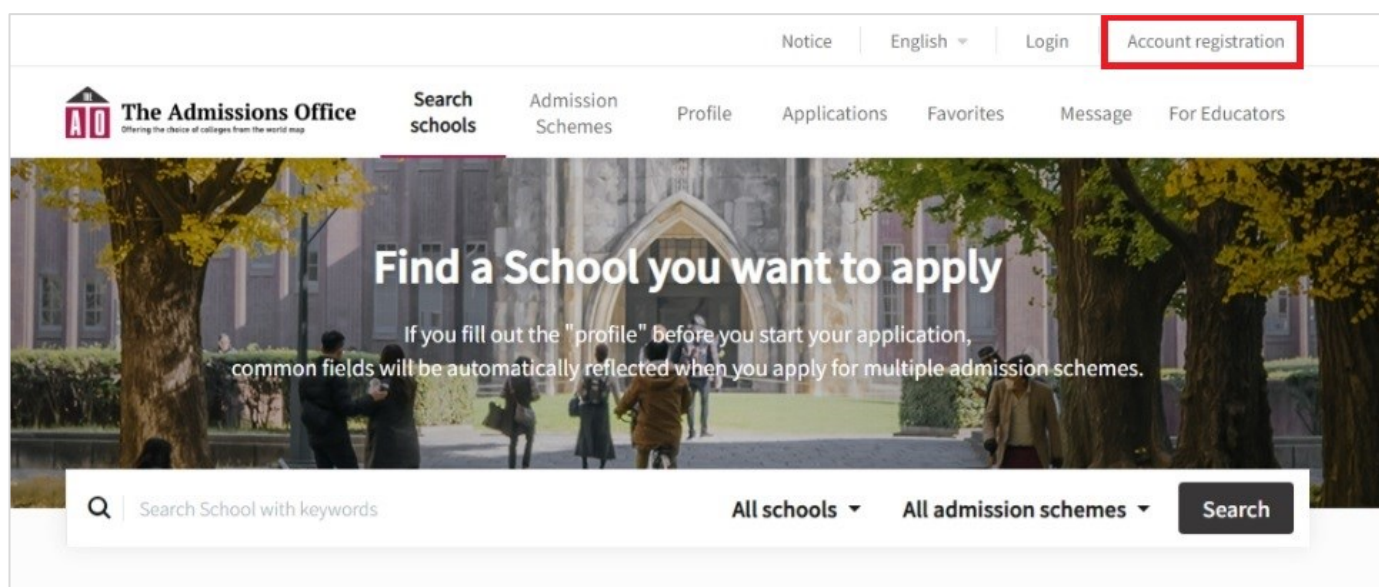 Notice English Login Account registration
THE
AO
The Admissions Office
Offering the choice of colleges from the world map
Search
schools
Admission
Schemes
Profile
Applications
Favorites
Message
For Educators
Find a School you want to apply
If you fill out the "profile" before you start your application,
common fields will be automatically reflected when you apply for multiple admission schemes.
Search School with keywords
All schools
All admission schemes
Search